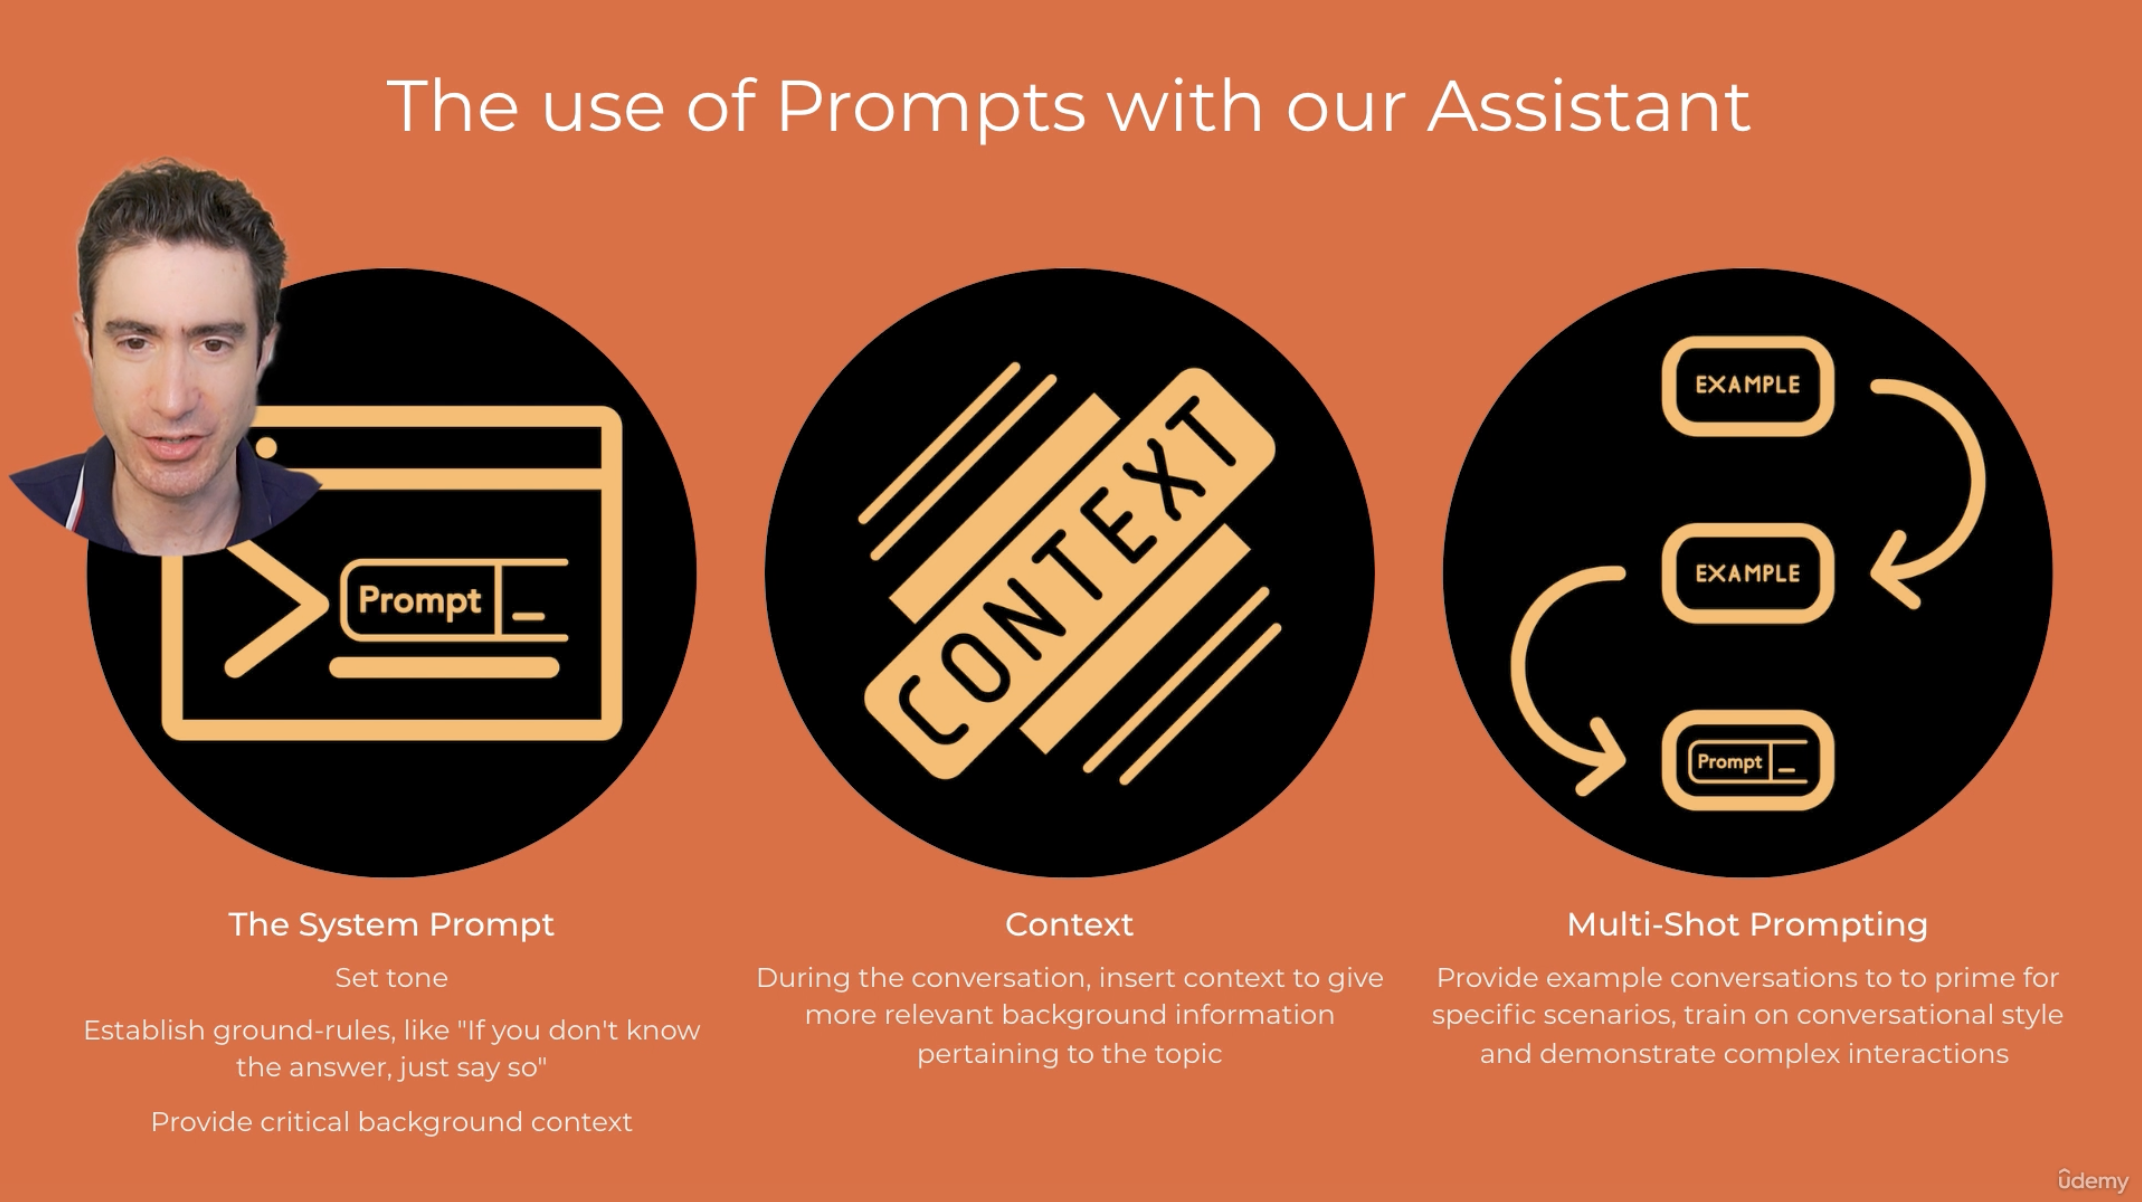 The use of Prompts with our Assistant
Prompt
CONTEXT
EXAMPLE
EXAMPLE
Prompt
The System Prompt
Set tone
Establish ground-rules, like "If you don't know
the answer, just say so"
Provide critical background context
Context
During the conversation, insert context to give
more relevant background information
pertaining to the topic
Multi-Shot Prompting
Provide example conversations to to prime for
specific scenarios, train on conversational style
and demonstrate complex interactions
ûdemy